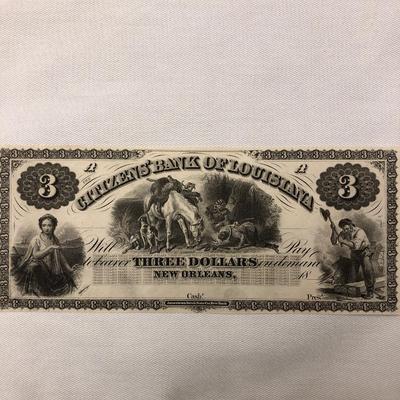 CITIZENS' BANK OF LOUISIANA
3 3
A A
Will Pay
to bearer THREE DOLLARS on demand
NEW ORLEANS, 18
Cash.r Pres.t